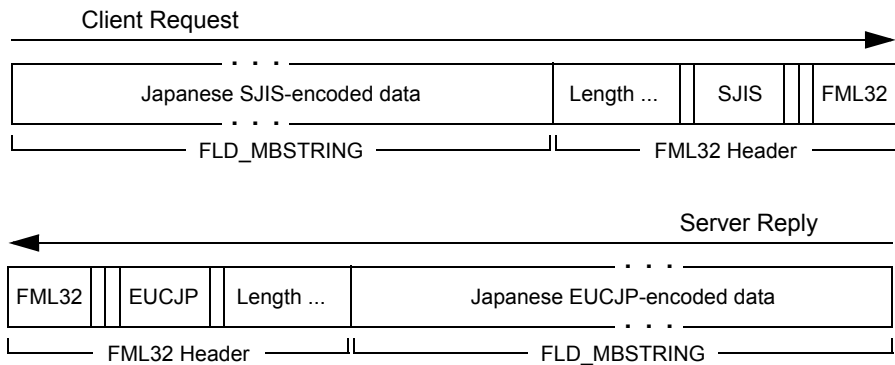 Client Request
Japanese SJIS-encoded data Length ... SJIS FML32
FLD_MBSTRING FML32 Header
Server Reply
FML32 EUCJP Length ... Japanese EUCJP-encoded data
FML32 Header FLD_MBSTRING